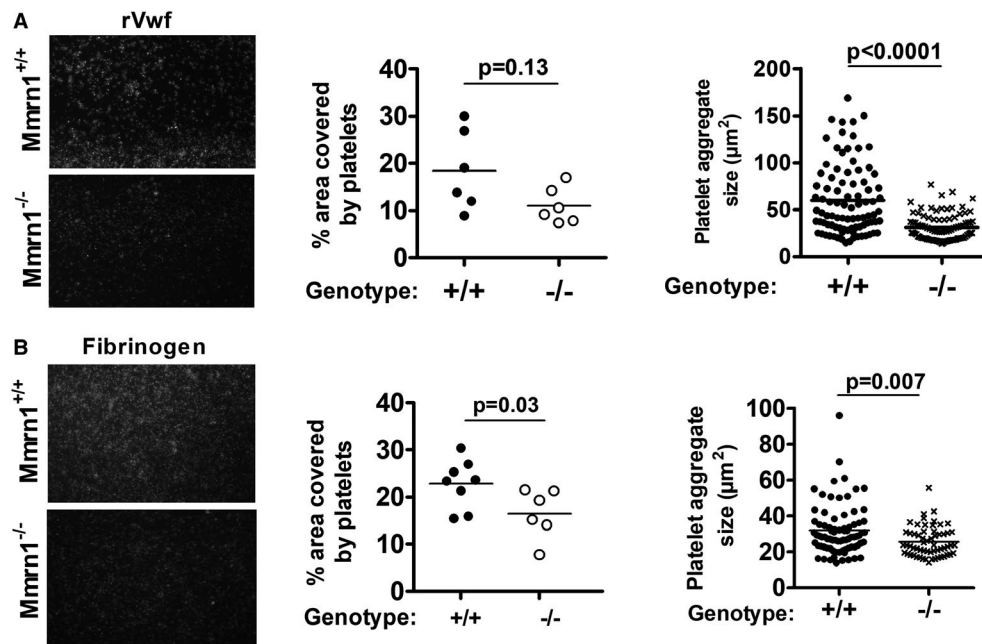 A
rVwf
Mmrn1+/+
Mmrn1-/-
% area covered
by platelets
40
30
20
10
0
p=0.13
Genotype: +/+ -/-
Platelet aggregate
size (µm²)
200
150
100
50
0
p<0.0001
Genotype: +/+ -/-
B
Fibrinogen
Mmrn1+/+
Mmrn1-/-
% area covered
by platelets
40
30
20
10
0
p=0.03
Genotype: +/+ -/-
Platelet aggregate
size (µm²)
100
80
60
40
20
0
p=0.007
Genotype: +/+ -/-